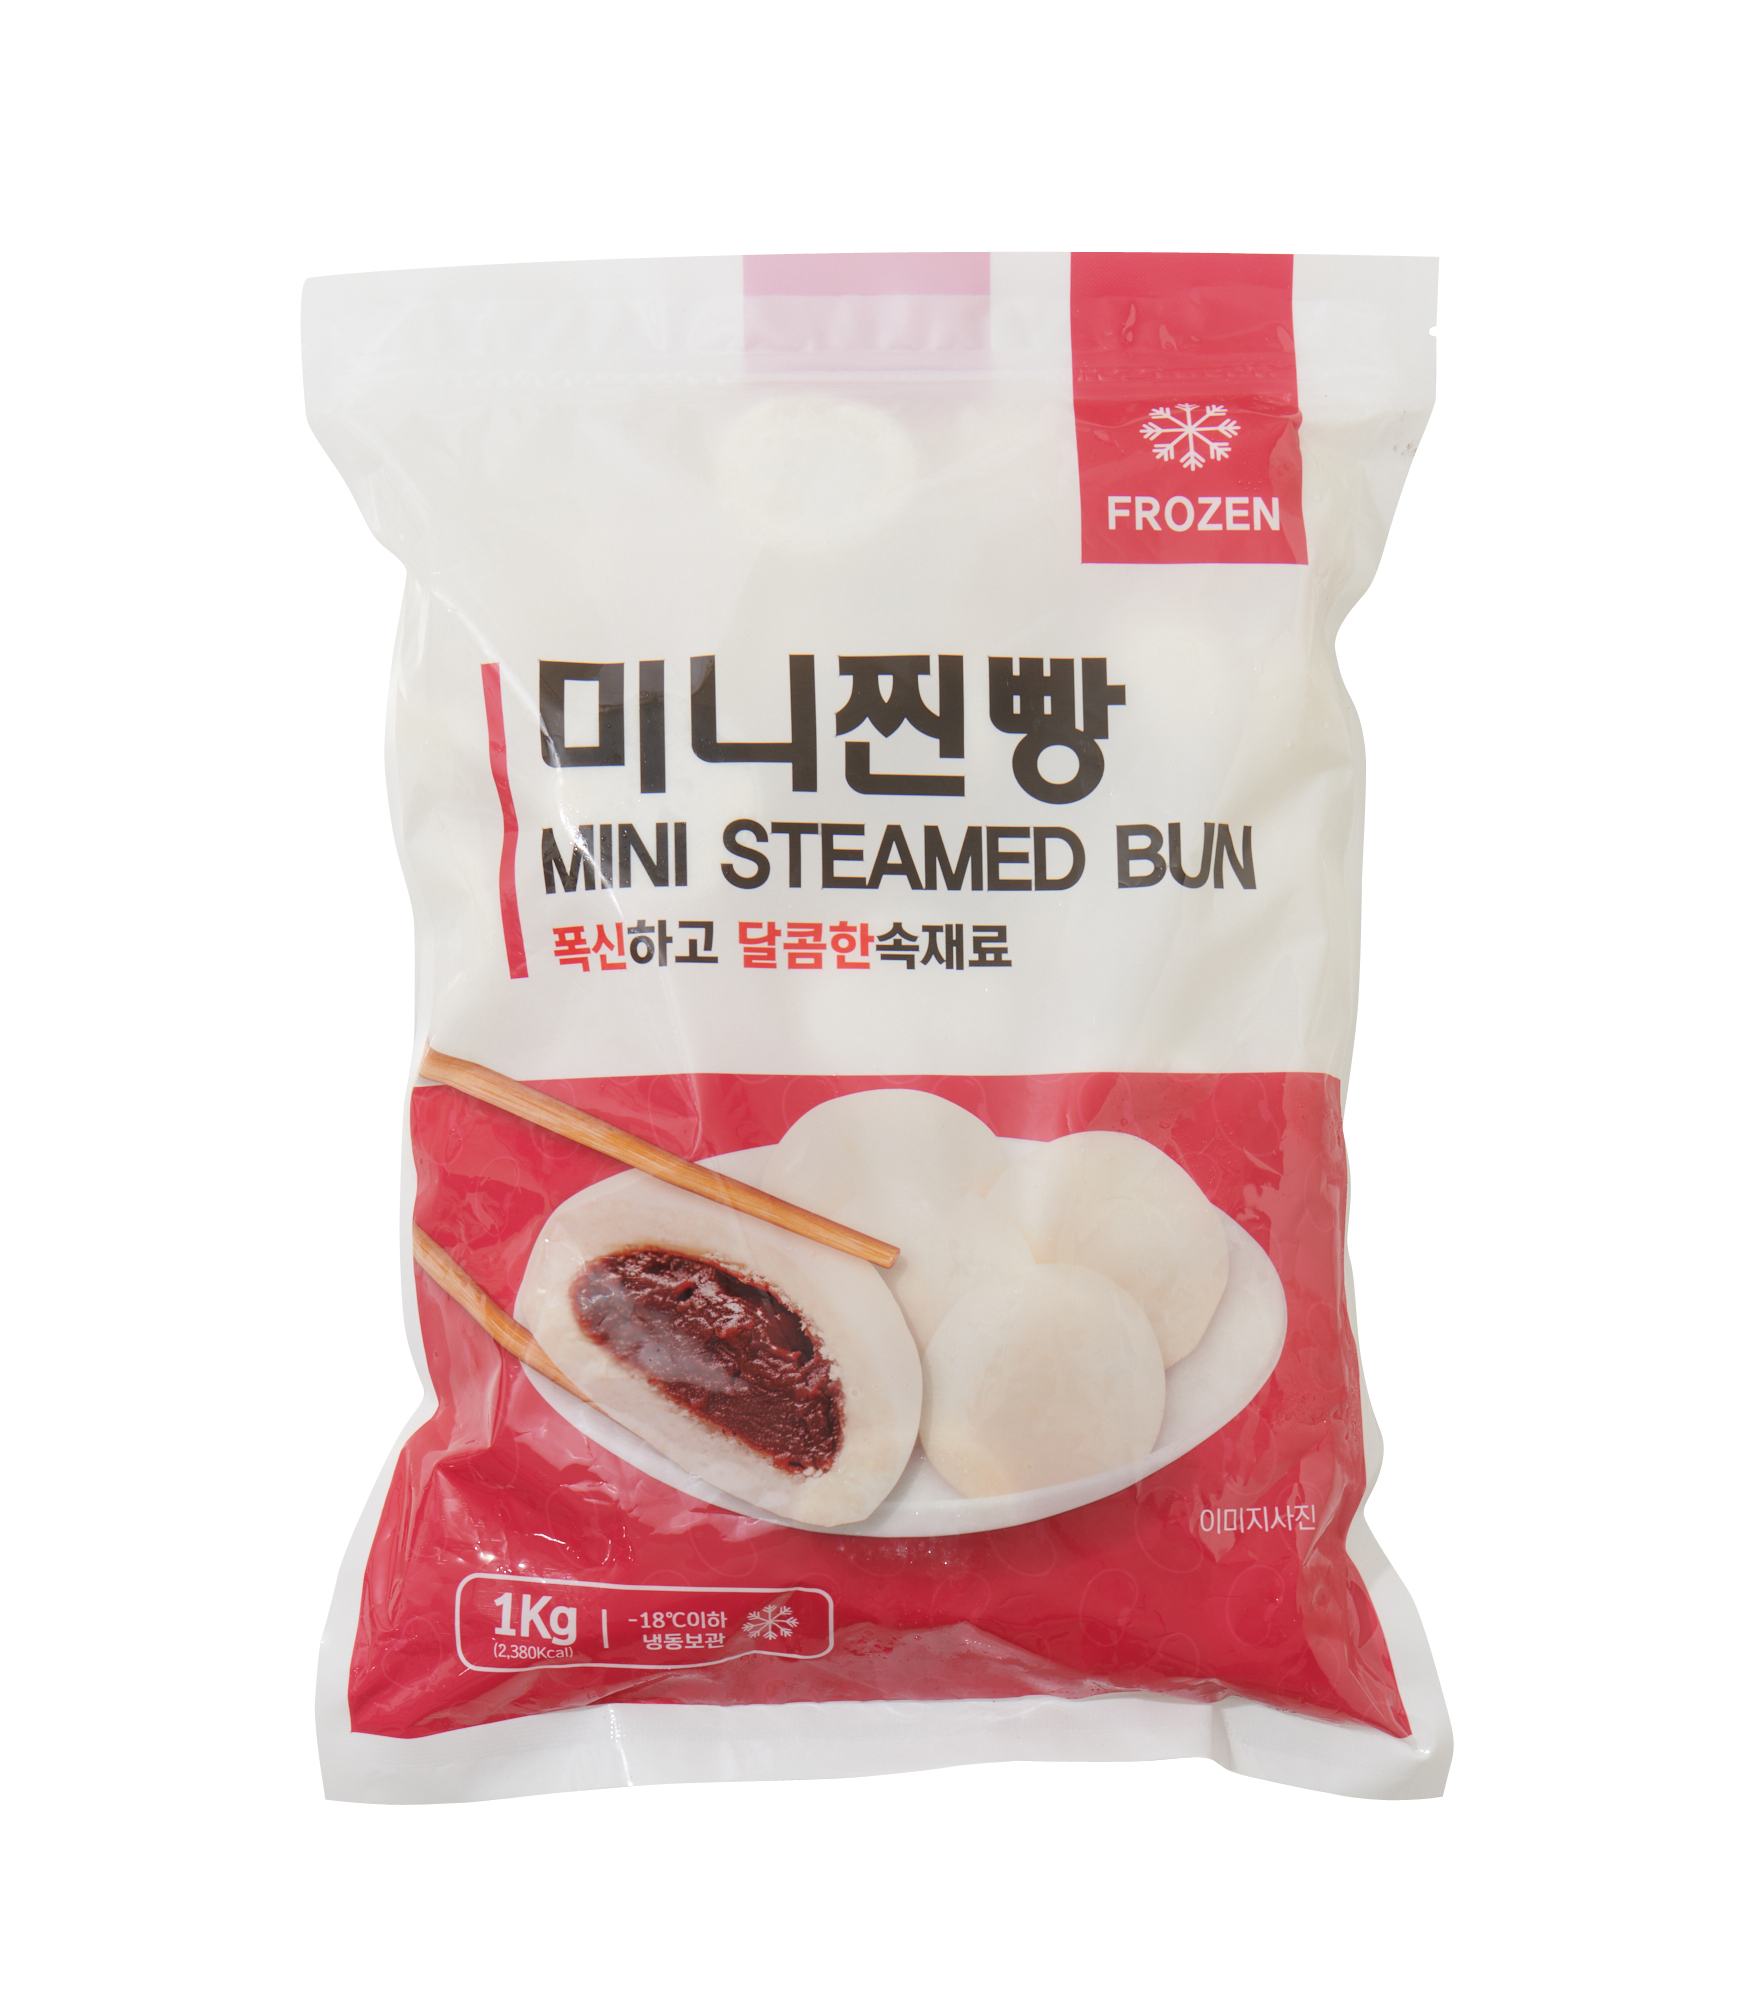 FROZEN
미니찐빵
MINI STEAMED BUN
폭신하고 달콤한속재료
이미지사진
1Kg
(2,380Kcal)
-18℃이하
냉동보관